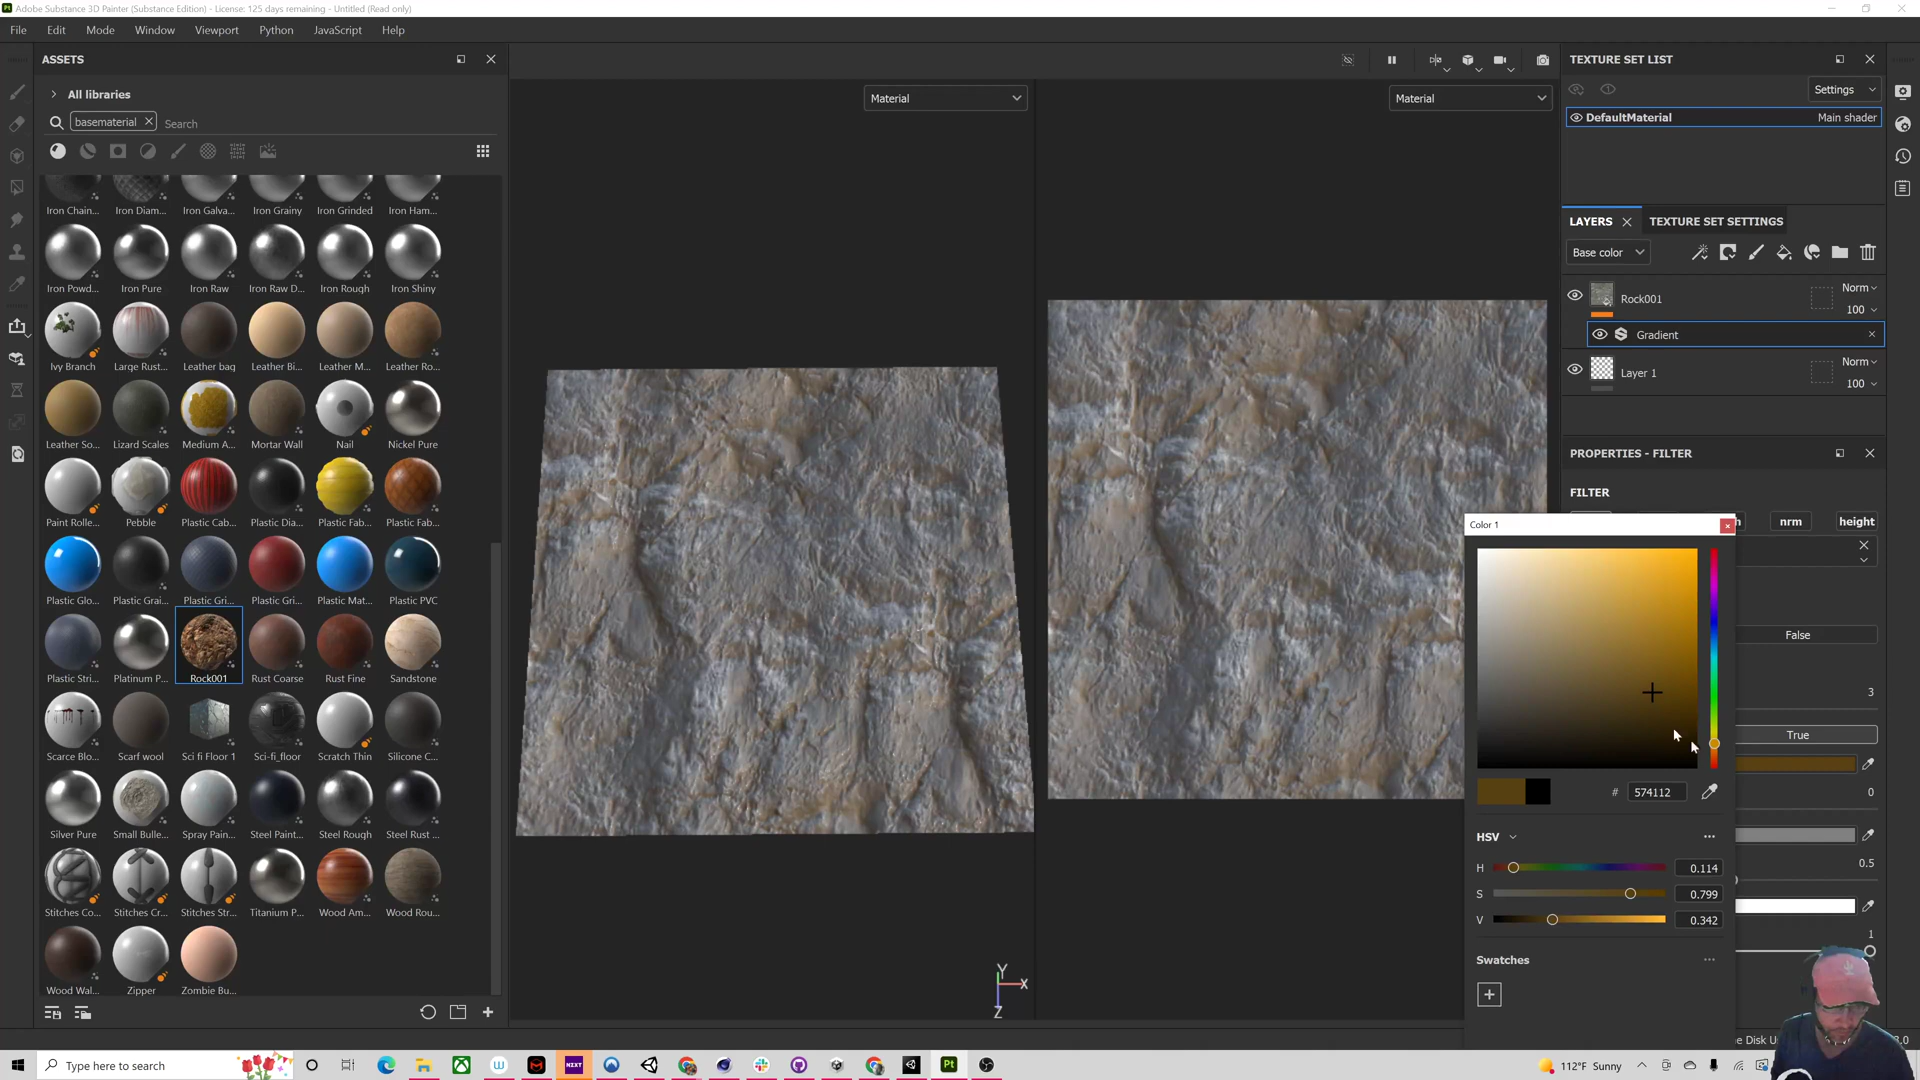 Adobe Substance 3D Painter (Substance Edition) - License: 125 days remaining - Untitled (Read only)
File Edit Mode Window Viewport Python JavaScript Help
ASSETS
All libraries
basematerial
Search
Iron Chain... Iron Diam... Iron Galva... Iron Grainy Iron Grinded Iron Ham...
Iron Powd... Iron Pure Iron Raw Iron Raw D... Iron Rough Iron Shiny
Ivy Branch Large Rust... Leather bag Leather Bi... Leather M... Leather Ro...
Leather So... Lizard Scales Medium A... Mortar Wall Nail Nickel Pure
Paint Rolle... Pebble Plastic Cab... Plastic Dia... Plastic Fab... Plastic Fab...
Plastic Glo... Plastic Grai... Plastic Gri... Plastic Gri... Plastic Mat... Plastic PVC
Plastic Stri... Platinum P... Rock001 Rust Coarse Rust Fine Sandstone
Scarce Blo... Scarf wool Sci fi Floor 1 Sci-fi_floor Scratch Thin Silicone C...
Silver Pure Small Bulle... Spray Pain... Steel Paint... Steel Rough Steel Rust ...
Stitches Co... Stitches Cr... Stitches Str... Titanium P... Wood Am... Wood Rou...
Wood Wal... Zipper Zombie Bu...
Material
Material
Y
X
Z
TEXTURE SET LIST
Settings
DefaultMaterial Main shader
LAYERS TEXTURE SET SETTINGS
Base color
Rock001 Norm
100
Gradient
Layer 1 Norm
100
PROPERTIES - FILTER
FILTER
nrm height
False
3
True
0
0.5
1
Color 1
# 574112
HSV
H 0.114
S 0.799
V 0.342
Swatches
Type here to search
NIXT
Pt
112°F Sunny